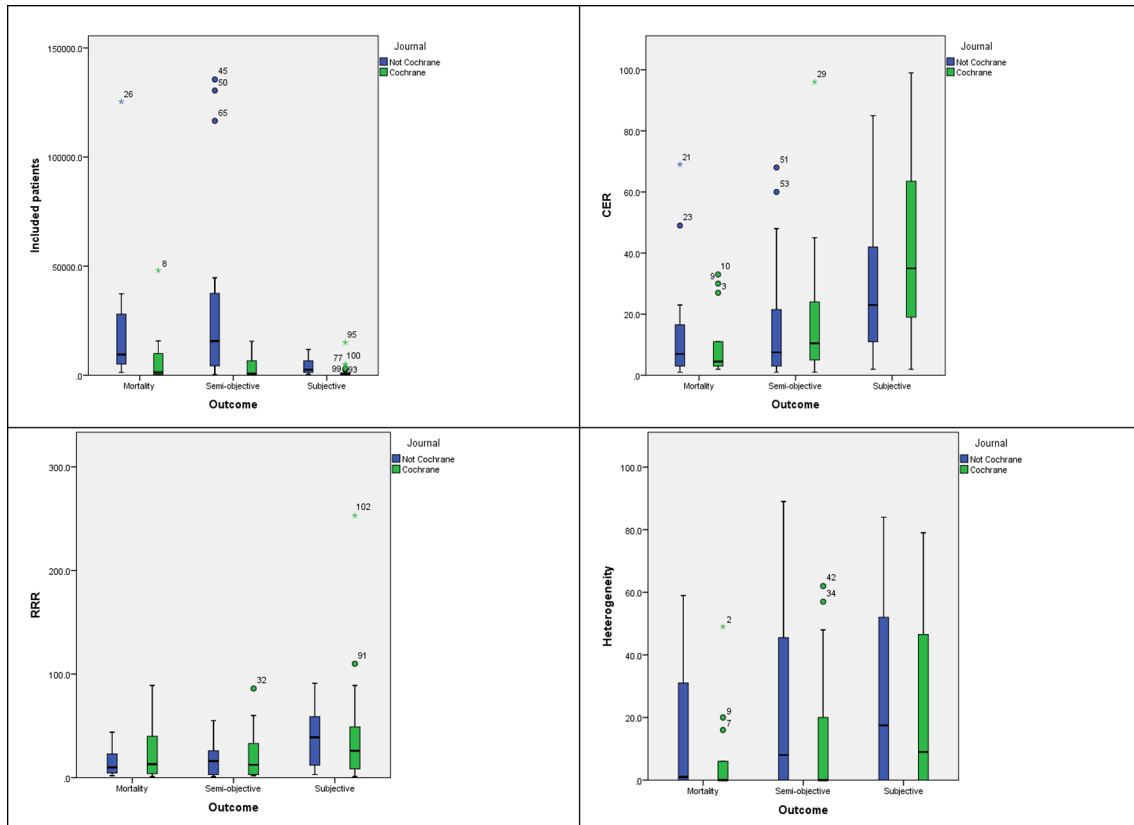 Journal
Not Cochrane
Cochrane
150000.0
100000.0
50000.0
.0
Included patients
26
8
45
50
65
95
77
100
99
93
Mortality
Semi-objective
Subjective
Outcome
Journal
Not Cochrane
Cochrane
100.0
80.0
60.0
40.0
20.0
.0
CER
21
23
10
9
3
51
53
29
Mortality
Semi-objective
Subjective
Outcome
Journal
Not Cochrane
Cochrane
300.0
200.0
100.0
.0
RRR
32
102
91
Mortality
Semi-objective
Subjective
Outcome
Journal
Not Cochrane
Cochrane
100.0
80.0
60.0
40.0
20.0
.0
Heterogeneity
2
9
7
42
34
Mortality
Semi-objective
Subjective
Outcome